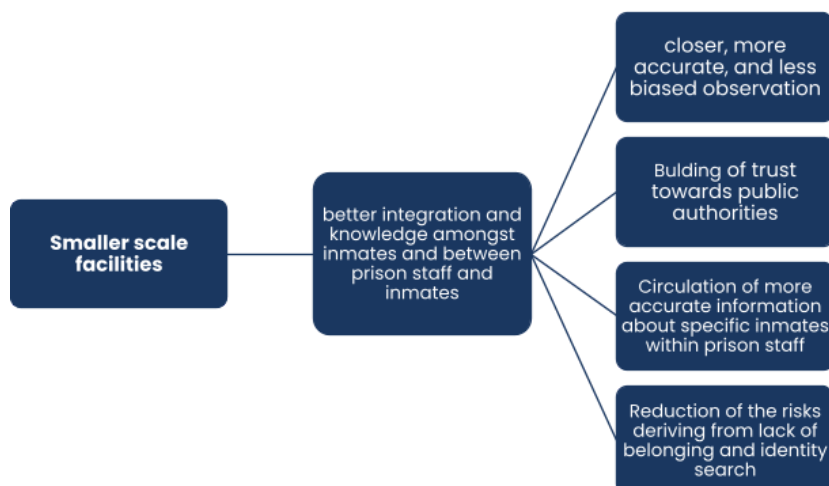 Smaller scale
facilities
better integration and
knowledge amongst
inmates and between
prison staff and
inmates
closer, more
accurate, and less
biased observation
Bulding of trust
towards public
authorities
Circulation of more
accurate information
about specific inmates
within prison staff
Reduction of the risks
deriving from lack of
belonging and identity
search